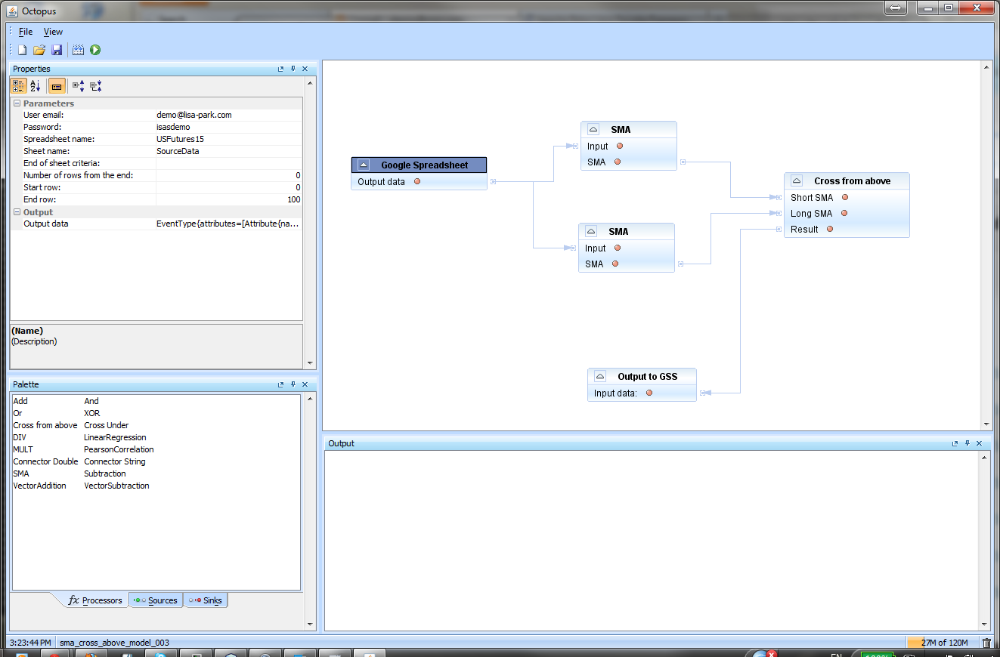 Octopus
File View
Properties
Parameters
User email: demo@lisa-park.com
Password: isasdemo
Spreadsheet name: USFutures15
Sheet name: SourceData
End of sheet criteria:
Number of rows from the end: 0
Start row: 0
End row: 100
Output
Output data EventType{attributes=[Attribute{na...
(Name)
(Description)
Palette
Add And
Or XOR
Cross from above Cross Under
DIV LinearRegression
MULT PearsonCorrelation
Connector Double Connector String
SMA Subtraction
VectorAddition VectorSubtraction
fx Processors Sources Sinks
Google Spreadsheet
Output data
SMA
Input
SMA
SMA
Input
SMA
Cross from above
Short SMA
Long SMA
Result
Output to GSS
Input data:
Output
3:23:44 PM sma_cross_above_model_003 27M of 120M